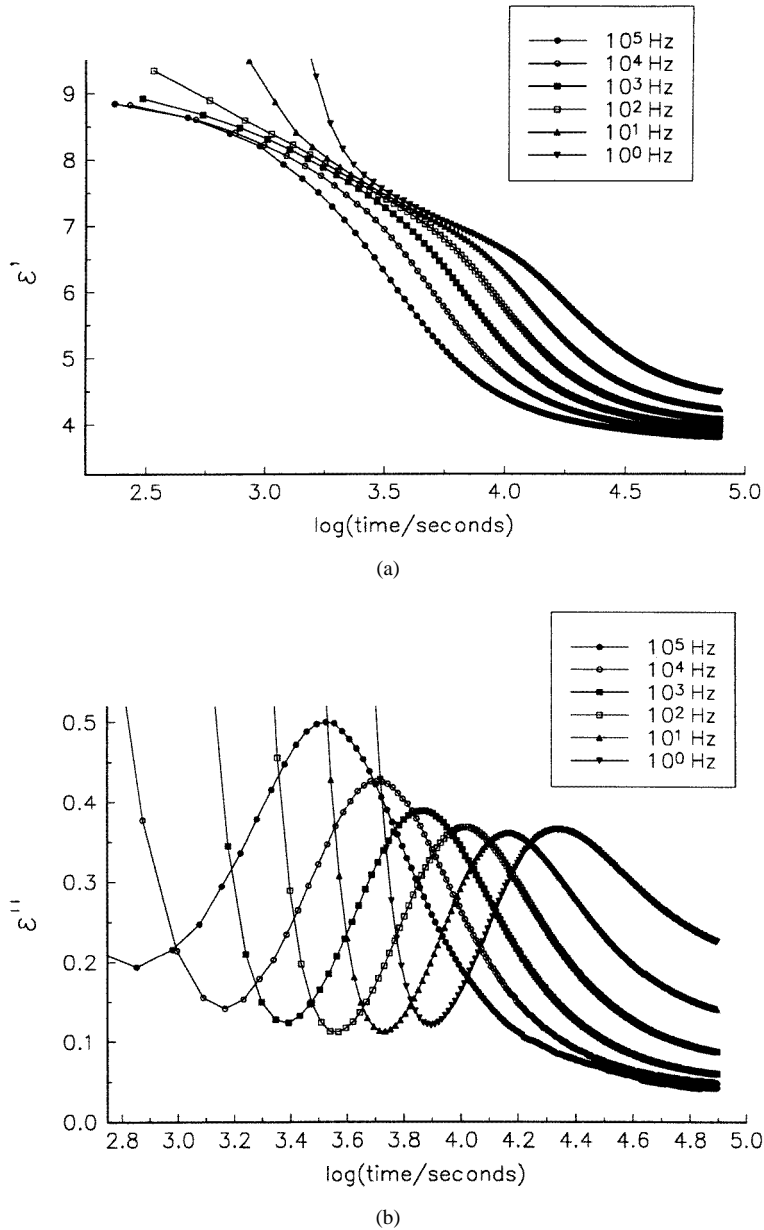 10⁵ Hz
10⁴ Hz
10³ Hz
10² Hz
10¹ Hz
10⁰ Hz
9
8
7
6
5
4
ε'
2.5 3.0 3.5 4.0 4.5 5.0
log(time/seconds)
(a)
10⁵ Hz
10⁴ Hz
10³ Hz
10² Hz
10¹ Hz
10⁰ Hz
0.5
0.4
0.3
0.2
0.1
0.0
ε''
2.8 3.0 3.2 3.4 3.6 3.8 4.0 4.2 4.4 4.6 4.8 5.0
log(time/seconds)
(b)